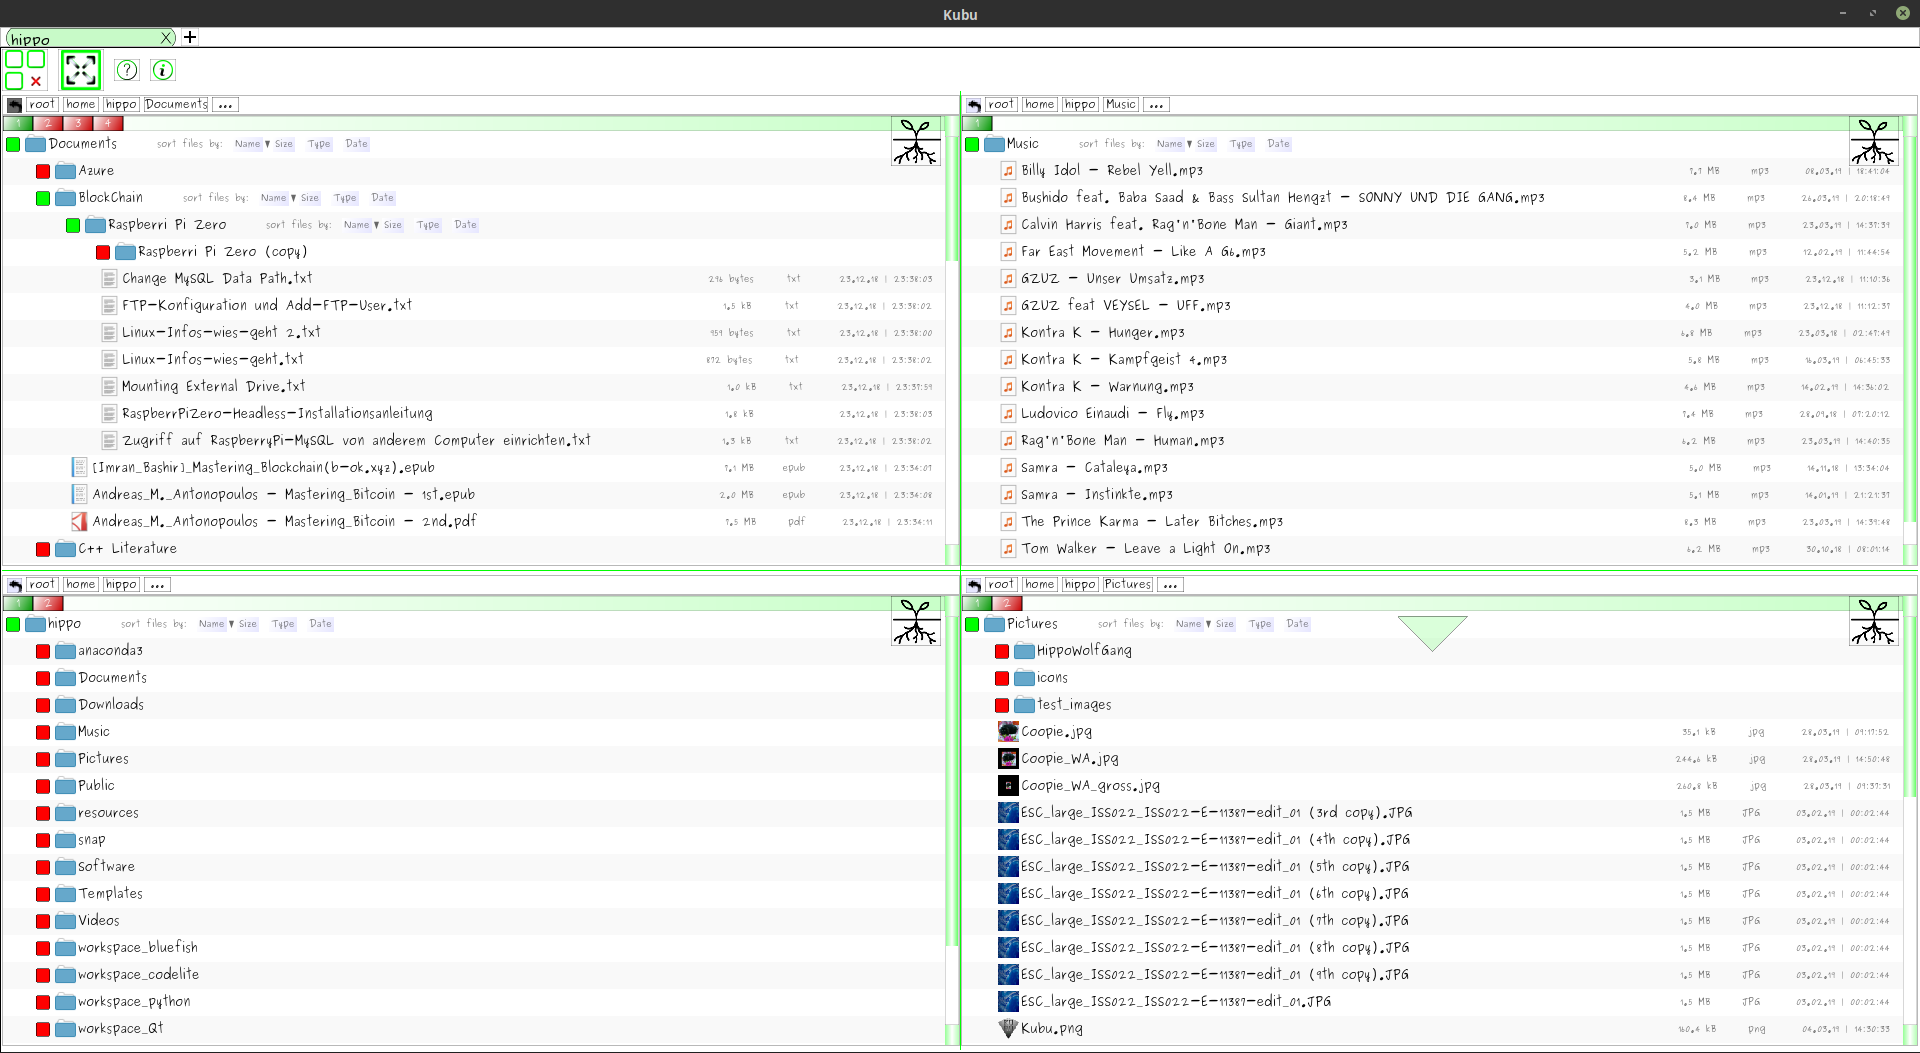 Kubu
hippo X +
? i
root home hippo Documents ...
1 2 3 4
Documents sort files by: Name ▼ Size Type Date
Azure
BlockChain sort files by: Name ▼ Size Type Date
Raspberri Pi Zero sort files by: Name ▼ Size Type Date
Raspberri Pi Zero (copy)
Change MySQL Data Path.txt 296 bytes txt 23.12.18 | 23:38:03
FTP-Konfiguration und Add-FTP-User.txt 1.5 kB txt 23.12.18 | 23:38:02
Linux-Infos-wies-geht 2.txt 959 bytes txt 23.12.18 | 23:38:00
Linux-Infos-wies-geht.txt 872 bytes txt 23.12.18 | 23:38:02
Mounting External Drive.txt 1.0 kB txt 23.12.18 | 23:37:59
RaspberrPiZero-Headless-Installationsanleitung 1.8 kB 23.12.18 | 23:38:03
Zugriff auf RaspberryPi-MySQL von anderem Computer einrichten.txt 1.3 kB txt 23.12.18 | 23:38:02
[Imran_Bashir]_Mastering_Blockchain(b-ok.xyz).epub 7.1 MB epub 23.12.18 | 23:34:07
Andreas_M._Antonopoulos - Mastering_Bitcoin - 1st.epub 2.0 MB epub 23.12.18 | 23:34:08
Andreas_M._Antonopoulos - Mastering_Bitcoin - 2nd.pdf 7.5 MB pdf 23.12.18 | 23:34:11
C++ Literature
root home hippo Music ...
1
Music sort files by: Name ▼ Size Type Date
Billy Idol - Rebel Yell.mp3 mp3
Bushido feat. Baba Saad & Bass Sultan Hengzt - SONNY UND DIE GANG.mp3 8.4 MB mp3 26.03.19 | 20:18:49
Calvin Harris feat. Rag'n'Bone Man - Giant.mp3 7.0 MB mp3 23.03.19 | 14:37:39
Far East Movement - Like A G6.mp3 5.2 MB mp3 12.02.19 | 11:44:54
GZUZ - Unser Umsatz.mp3 3.1 MB mp3 23.12.18 | 11:10:36
GZUZ feat VEYSEL - UFF.mp3 4.0 MB mp3 23.12.18 | 11:12:37
Kontra K - Hunger.mp3 6.8 MB mp3 23.03.18 | 02:47:49
Kontra K - Kampfgeist 4.mp3 5.8 MB mp3 16.03.19 | 06:45:33
Kontra K - Warnung.mp3 4.6 MB mp3 14.02.19 | 14:36:02
Ludovico Einaudi - Fly.mp3 7.4 MB mp3 28.09.18 | 07:20:12
Rag'n'Bone Man - Human.mp3 6.2 MB mp3 23.03.19 | 14:40:35
Samra - Cataleya.mp3 5.0 MB mp3 14.11.18 | 13:34:04
Samra - Instinkte.mp3 5.1 MB mp3 14.01.19 | 21:21:37
The Prince Karma - Later Bitches.mp3 8.3 MB mp3 23.03.19 | 14:39:48
Tom Walker - Leave a Light On.mp3 6.2 MB mp3 30.10.18 | 08:01:14
root home hippo ...
1 2
hippo sort files by: Name ▼ Size Type Date
anaconda3
Documents
Downloads
Music
Pictures
Public
resources
snap
Software
Templates
Videos
workspace_bluefish
workspace_codelite
workspace_python
workspace_Qt
root home hippo Pictures ...
1 2
Pictures sort files by: Name ▼ Size Type Date
HippoWolfGang
icons
test_images
Coopie.jpg 35.1 kB jpg 28.03.19 | 09:17:52
Coopie_WA.jpg 244.6 kB jpg 28.03.19 | 14:50:48
Coopie_WA_gross.jpg 260.8 kB jpg 28.03.19 | 09:37:31
ESC_large_ISS022_ISS022-E-11387-edit_01 (3rd copy).JPG 1.5 MB JPG 03.02.19 | 00:02:44
ESC_large_ISS022_ISS022-E-11387-edit_01 (4th copy).JPG 1.5 MB JPG 03.02.19 | 00:02:44
ESC_large_ISS022_ISS022-E-11387-edit_01 (5th copy).JPG 1.5 MB JPG 03.02.19 | 00:02:44
ESC_large_ISS022_ISS022-E-11387-edit_01 (6th copy).JPG 1.5 MB JPG 03.02.19 | 00:02:44
ESC_large_ISS022_ISS022-E-11387-edit_01 (7th copy).JPG 1.5 MB JPG 03.02.19 | 00:02:44
ESC_large_ISS022_ISS022-E-11387-edit_01 (8th copy).JPG 1.5 MB JPG 03.02.19 | 00:02:44
ESC_large_ISS022_ISS022-E-11387-edit_01 (9th copy).JPG 1.5 MB JPG 03.02.19 | 00:02:44
ESC_large_ISS022_ISS022-E-11387-edit_01.JPG 1.5 MB JPG 03.02.19 | 00:02:44
Kubu.png 160.4 kB png 04.03.19 | 14:30:33